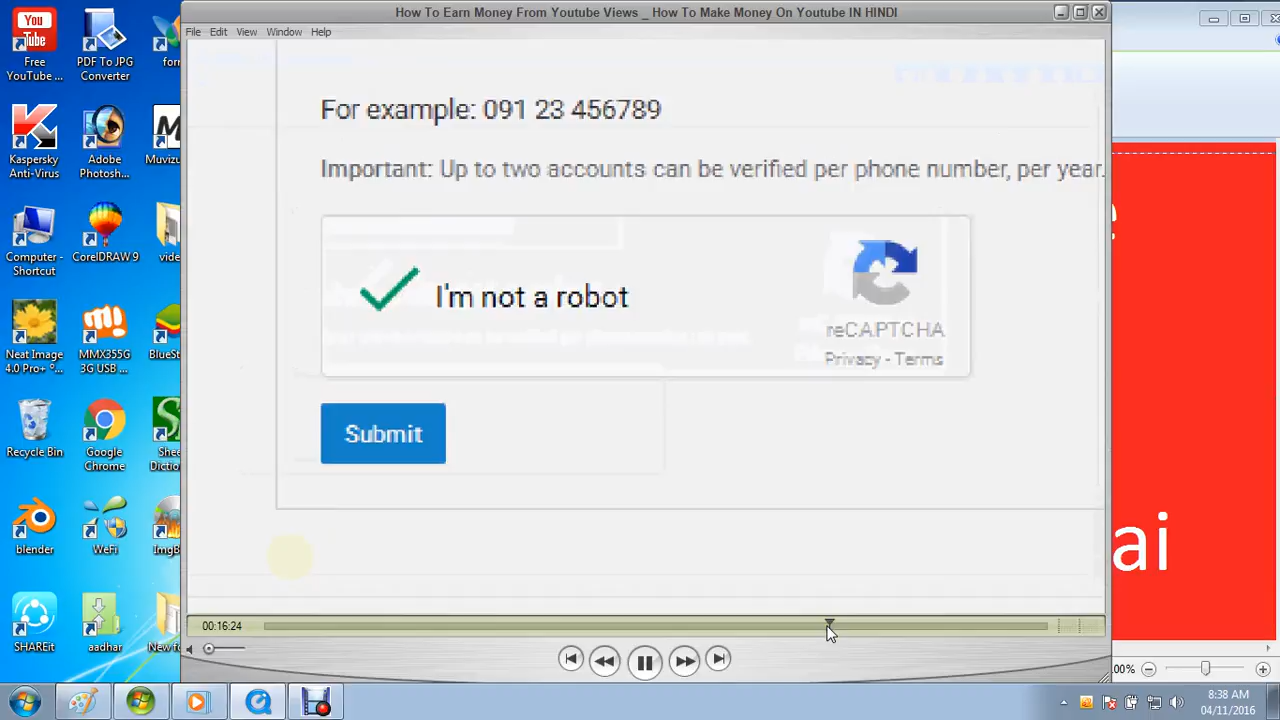 How To Earn Money From Youtube Views _ How To Make Money On Youtube IN HINDI
File Edit View Window Help
For example: 091 23 456789
Important: Up to two accounts can be verified per phone number, per year.
I'm not a robot
reCAPTCHA
Privacy - Terms
Submit
00:16:24
You
Tube
Free
YouTube ...
PDF To JPG
Converter
Kaspersky
Anti-Virus
Adobe
Photosh...
Muvizu
Computer -
Shortcut
CorelDRAW 9
Neat Image
4.0 Pro+ °...
MMX355G
3G USB ...
Recycle Bin
Google
Chrome
blender
WeFi
SHAREit
aadhar
ai
8:38 AM
04/11/2016